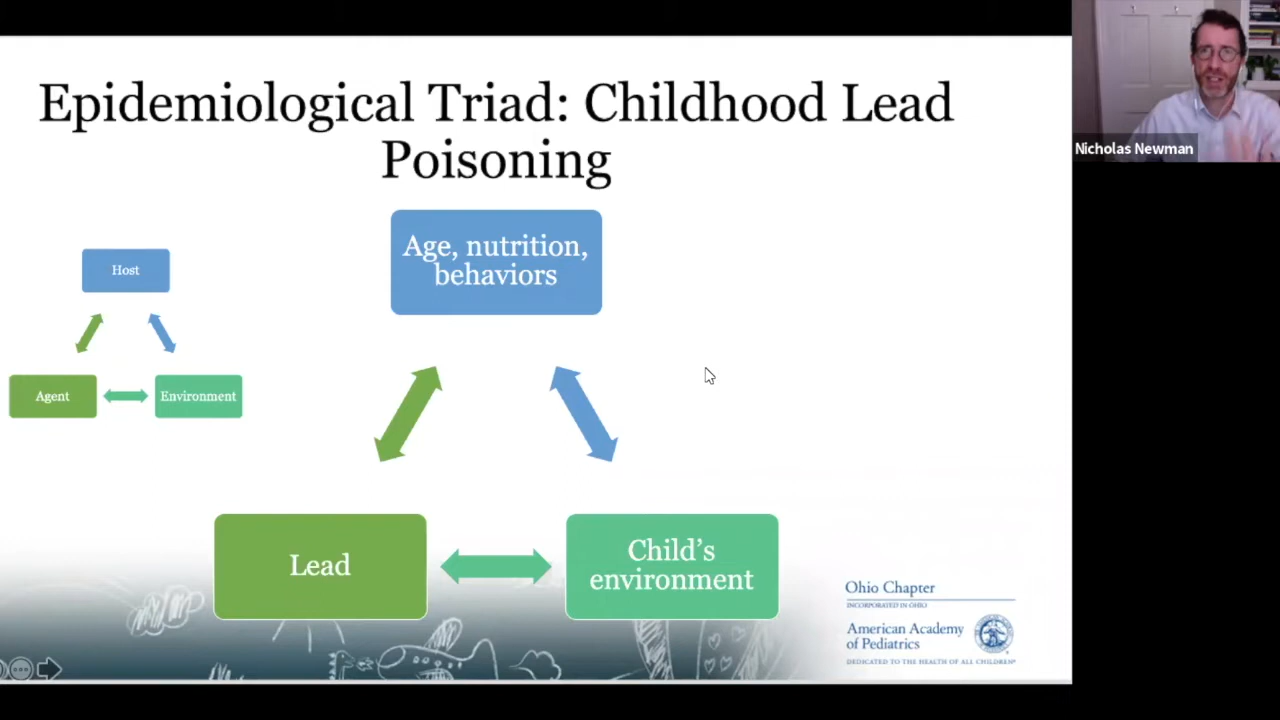 Epidemiological Triad: Childhood Lead
Poisoning
Nicholas Newman
Host
Agent
Environment
Age, nutrition,
behaviors
Lead
Child's
environment
Ohio Chapter
INCORPORATED IN OHIO
American Academy
of Pediatrics
DEDICATED TO THE HEALTH OF ALL CHILDREN®